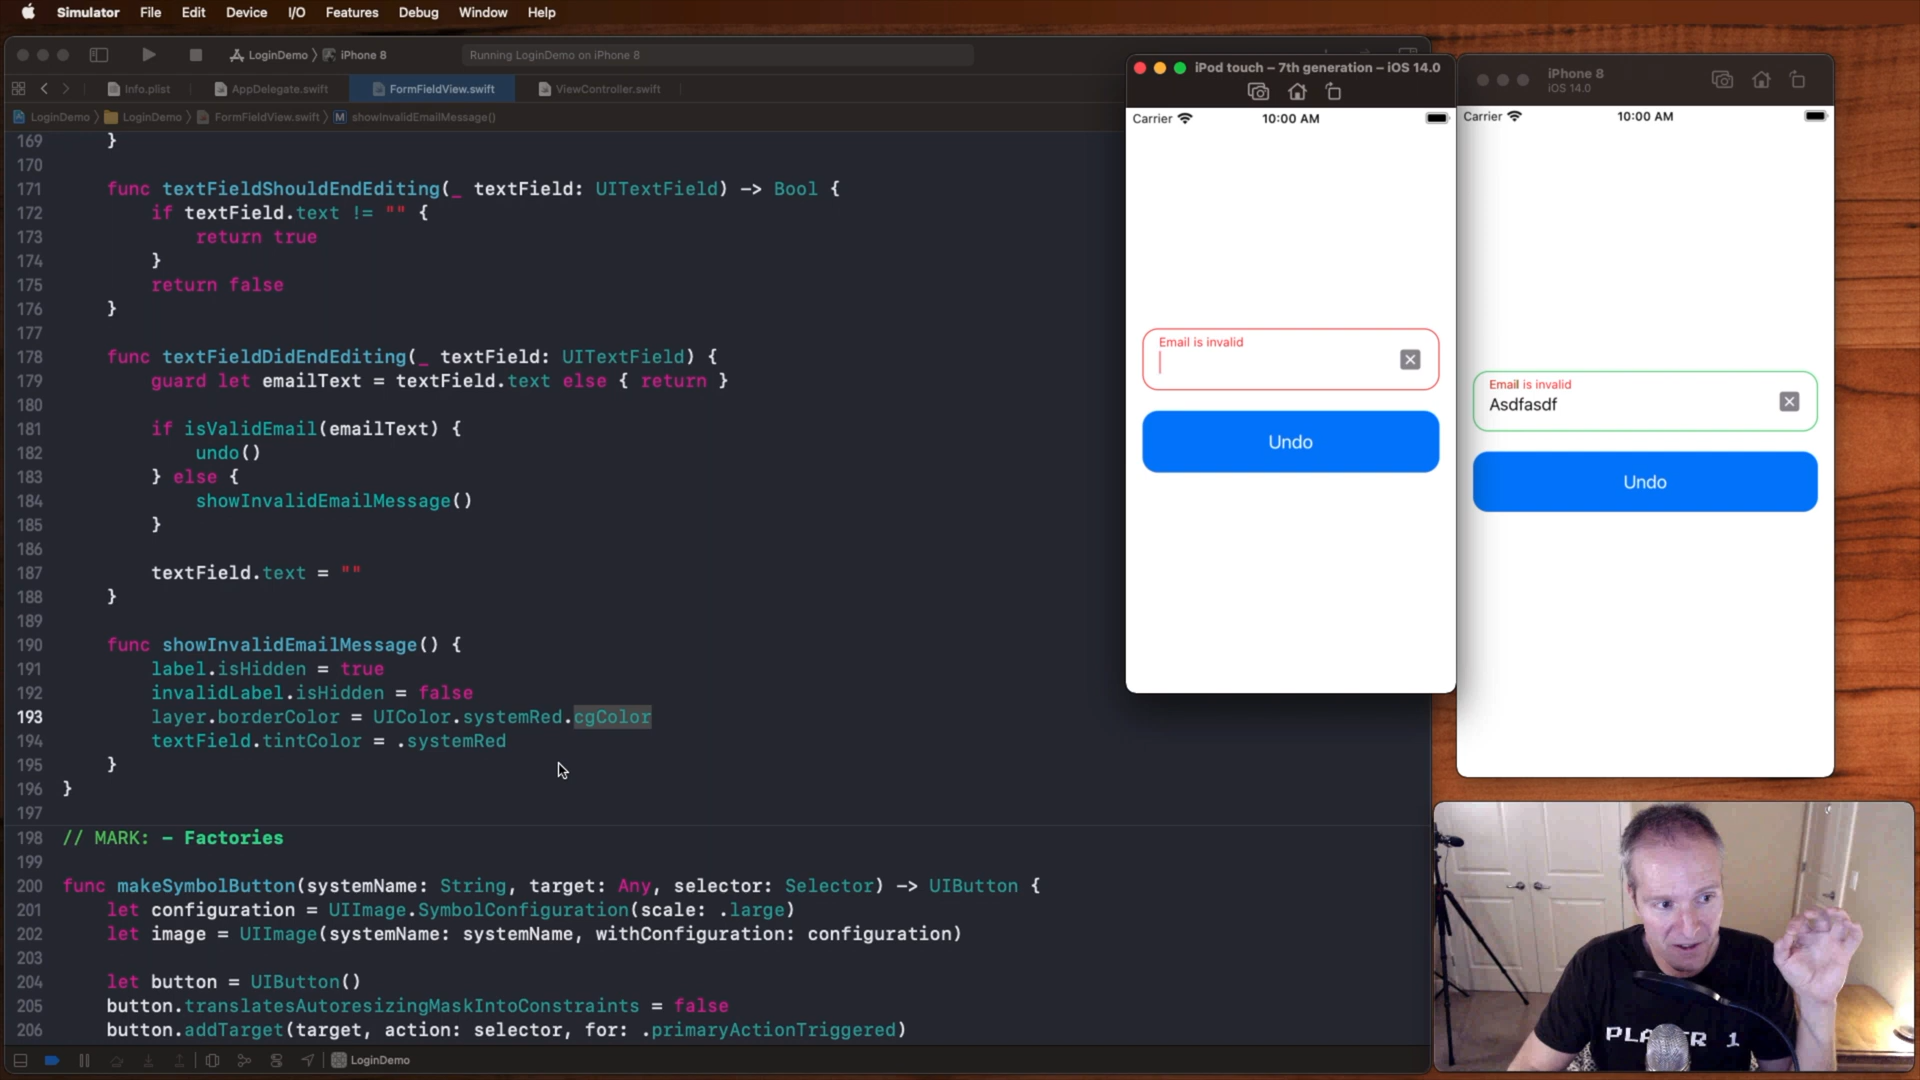 Simulator File Edit View Device I/O Features Debug Window Help
LoginDemo iPhone 8
Running LoginDemo on iPhone 8
Info.plist AppDelegate.swift FormFieldView.swift ViewController.swift
LoginDemo LoginDemo FormFieldView.swift M showInvalidEmailMessage()
169 }
170
171 func textFieldShouldEndEditing(_ textField: UITextField) -> Bool {
172 if textField.text != "" {
173 return true
174 }
175 return false
176 }
177
178 func textFieldDidEndEditing(_ textField: UITextField) {
179 guard let emailText = textField.text else { return }
180
181 if isValidEmail(emailText) {
182 undo()
183 } else {
184 showInvalidEmailMessage()
185 }
186
187 textField.text = ""
188 }
189
190 func showInvalidEmailMessage() {
191 label.isHidden = true
192 invalidLabel.isHidden = false
193 layer.borderColor = UIColor.systemRed.cgColor
194 textField.tintColor = .systemRed
195 }
196 }
197
198 // MARK: - Factories
199
200 func makeSymbolButton(systemName: String, target: Any, selector: Selector) -> UIButton {
201 let configuration = UIImage.SymbolConfiguration(scale: .large)
202 let image = UIImage(systemName: systemName, withConfiguration: configuration)
203
204 let button = UIButton()
205 button.translatesAutoresizingMaskIntoConstraints = false
206 button.addTarget(target, action: selector, for: .primaryActionTriggered)
LoginDemo
iPod touch – 7th generation – iOS 14.0
Carrier 10:00 AM
Email is invalid
Undo
iPhone 8
iOS 14.0
Carrier 10:00 AM
Email is invalid
Asdfasdf
Undo
PLAYER 1